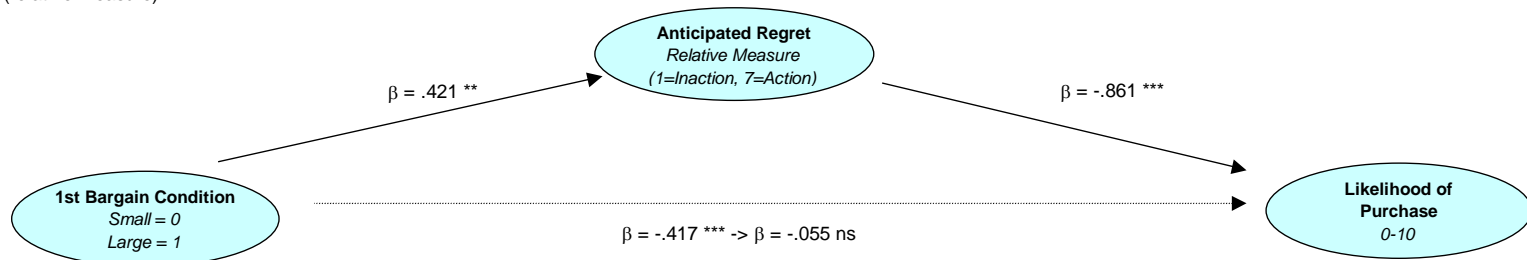 Anticipated Regret
Relative Measure
(1=Inaction, 7=Action)
β = .421 **
β = -.861 ***
1st Bargain Condition
Small = 0
Large = 1
Likelihood of
Purchase
0-10
β = -.417 *** -> β = -.055 ns